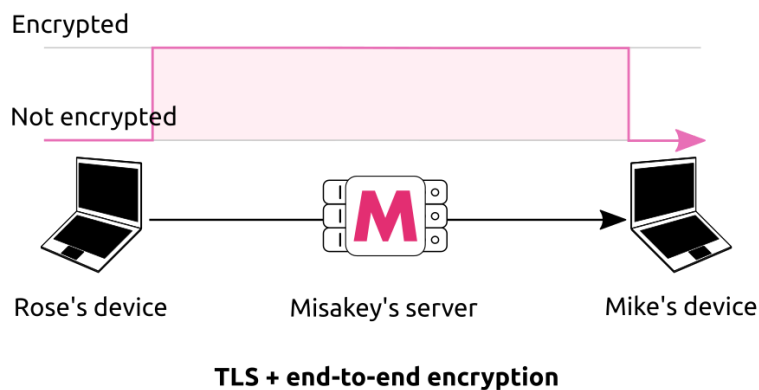 Encrypted
Not encrypted
M
Rose's device
Misakey's server
Mike's device
TLS + end-to-end encryption